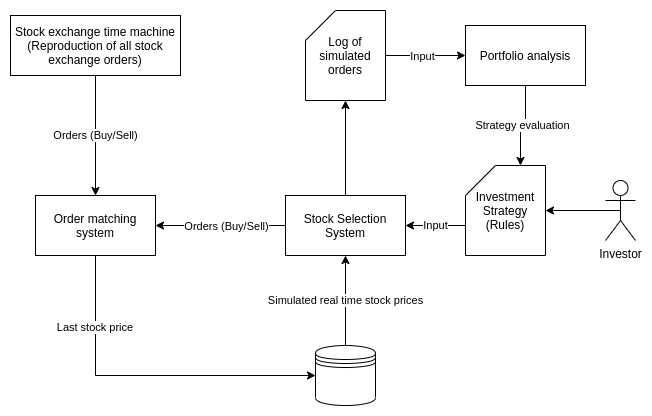 Stock exchange time machine
(Reproduction of all stock
exchange orders)
Log of
simulated
orders
Input
Portfolio analysis
Orders (Buy/Sell)
Strategy evaluation
Order matching
system
Orders (Buy/Sell)
Stock Selection
System
Input
Investment
Strategy
(Rules)
Investor
Simulated real time stock prices
Last stock price